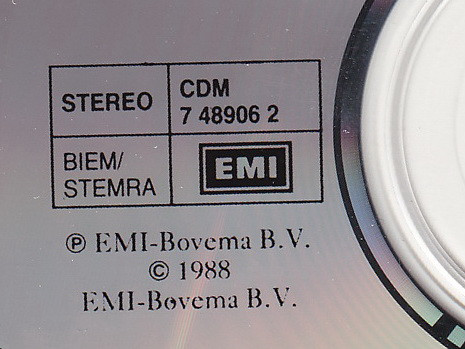 STEREO
CDM
7 48906 2
BIEM/
STEMRA
EMI
℗ EMI-Bovema B.V.
© 1988
EMI-Bovema B.V.